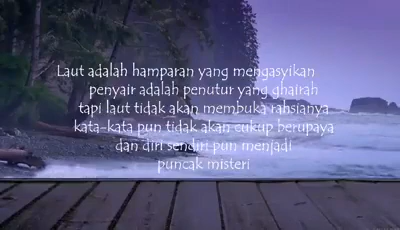 Laut adalah hamparan yang mengasyikan
penyair adalah penutur yang ghairah
tapi laut tidak akan membuka rahsianya
kata-kata pun tidak akan cukup berupaya
dan diri sendiri pun menjadi
puncak misteri